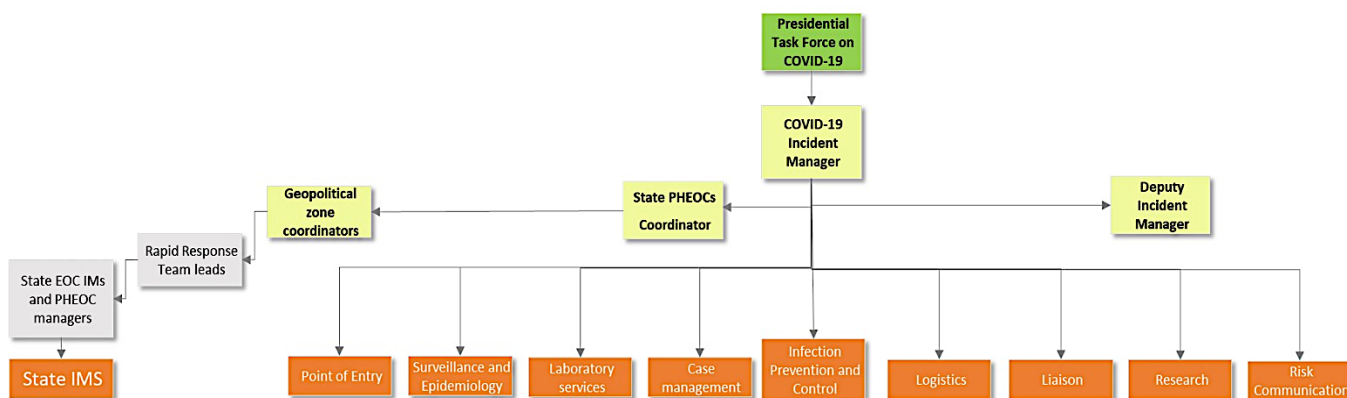 Presidential
Task Force on
COVID-19
COVID-19
Incident
Manager
State PHEOCs
Coordinator
Deputy
Incident
Manager
Geopolitical
zone
coordinators
Rapid Response
Team leads
State EOC IMs
and PHEOC
managers
State IMS
Point of Entry
Surveillance and
Epidemiology
Laboratory
services
Case
management
Infection
Prevention and
Control
Logistics
Liaison
Research
Risk
Communication